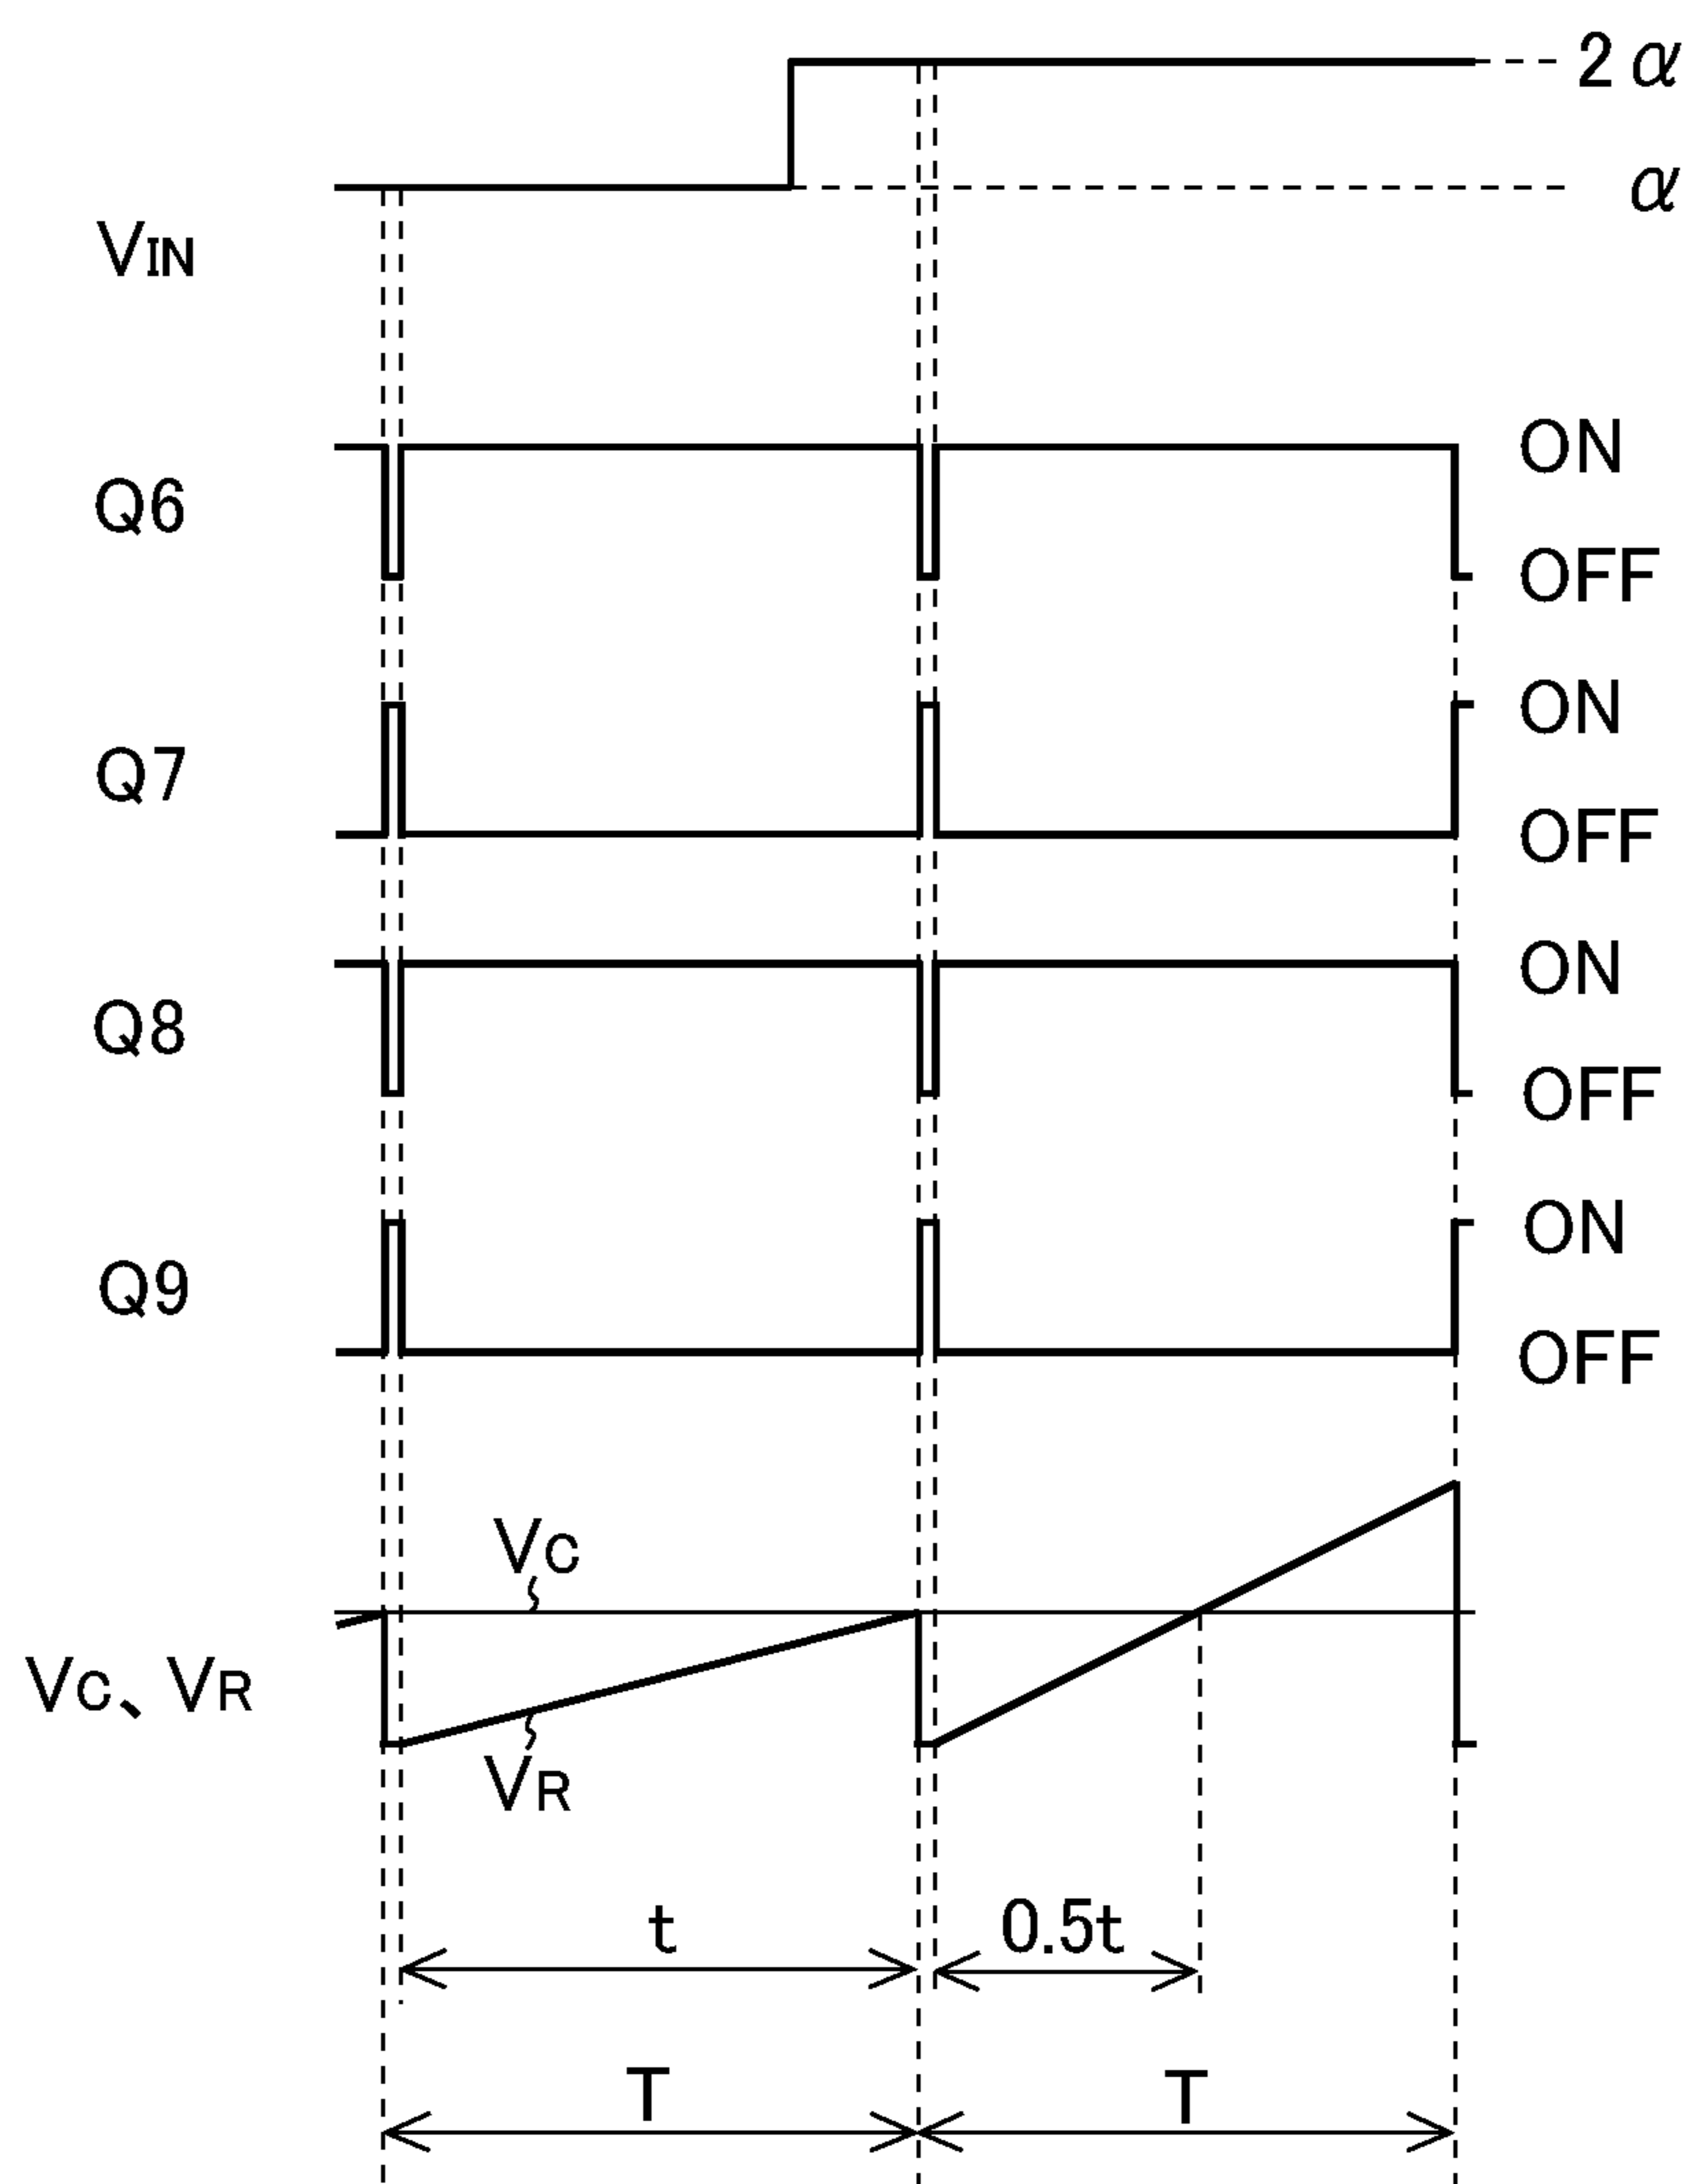 2α
α
VIN
ON
Q6
OFF
ON
Q7
OFF
ON
Q8
OFF
ON
Q9
OFF
VC
VC、VR
VR
t
0.5t
T
T